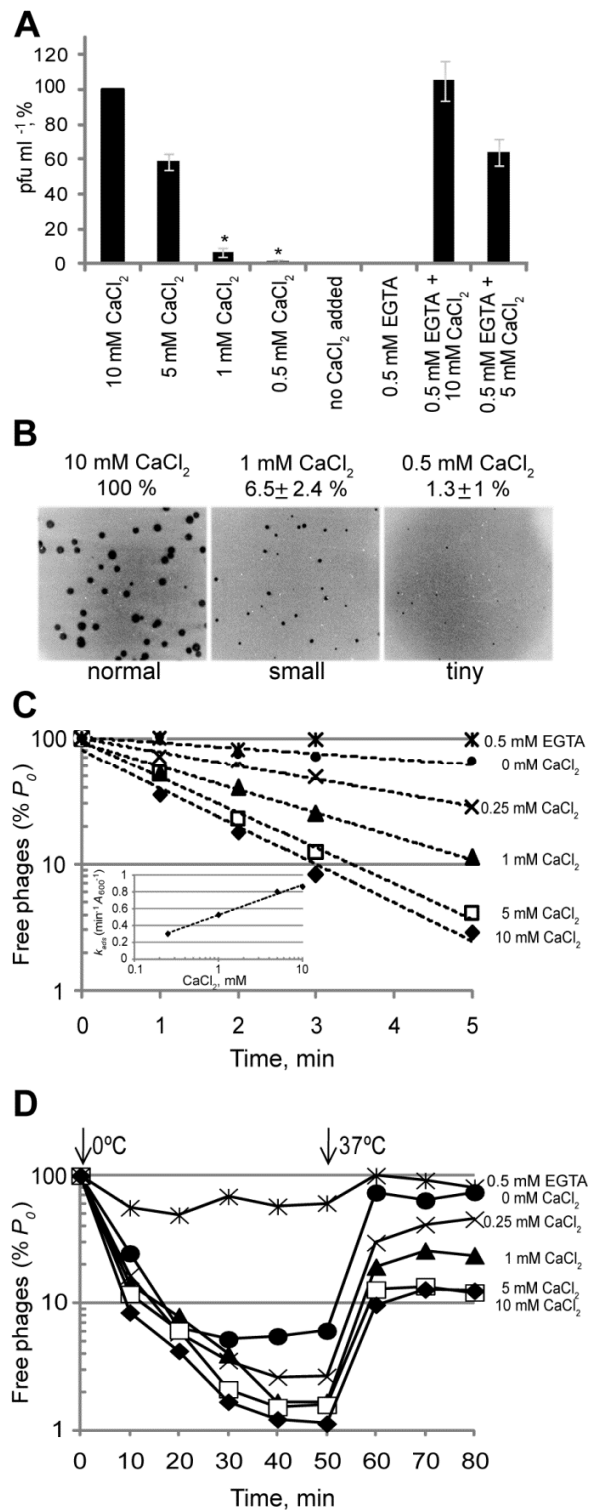 A
pfu ml ⁻¹, %
120
100
80
60
40
20
0
*
*
10 mM CaCl₂
5 mM CaCl₂
1 mM CaCl₂
0.5 mM CaCl₂
no CaCl₂ added
0.5 mM EGTA
0.5 mM EGTA +
10 mM CaCl₂
0.5 mM EGTA +
5 mM CaCl₂
B
10 mM CaCl₂
100 %
1 mM CaCl₂
6.5± 2.4 %
0.5 mM CaCl₂
1.3±1 %
normal
small
tiny
C
Free phages (% P₀)
100
10
1
0.5 mM EGTA
0 mM CaCl₂
0.25 mM CaCl₂
1 mM CaCl₂
5 mM CaCl₂
10 mM CaCl₂
k ads (min⁻¹ A₆₀₀⁻¹)
1
0.8
0.6
0.4
0.2
0
0.1
1
10
CaCl₂, mM
0 1 2 3 4 5
Time, min
D
0ºC
37ºC
Free phages (% P₀)
100
10
1
0.5 mM EGTA
0 mM CaCl₂
0.25 mM CaCl₂
1 mM CaCl₂
5 mM CaCl₂
10 mM CaCl₂
0 10 20 30 40 50 60 70 80
Time, min